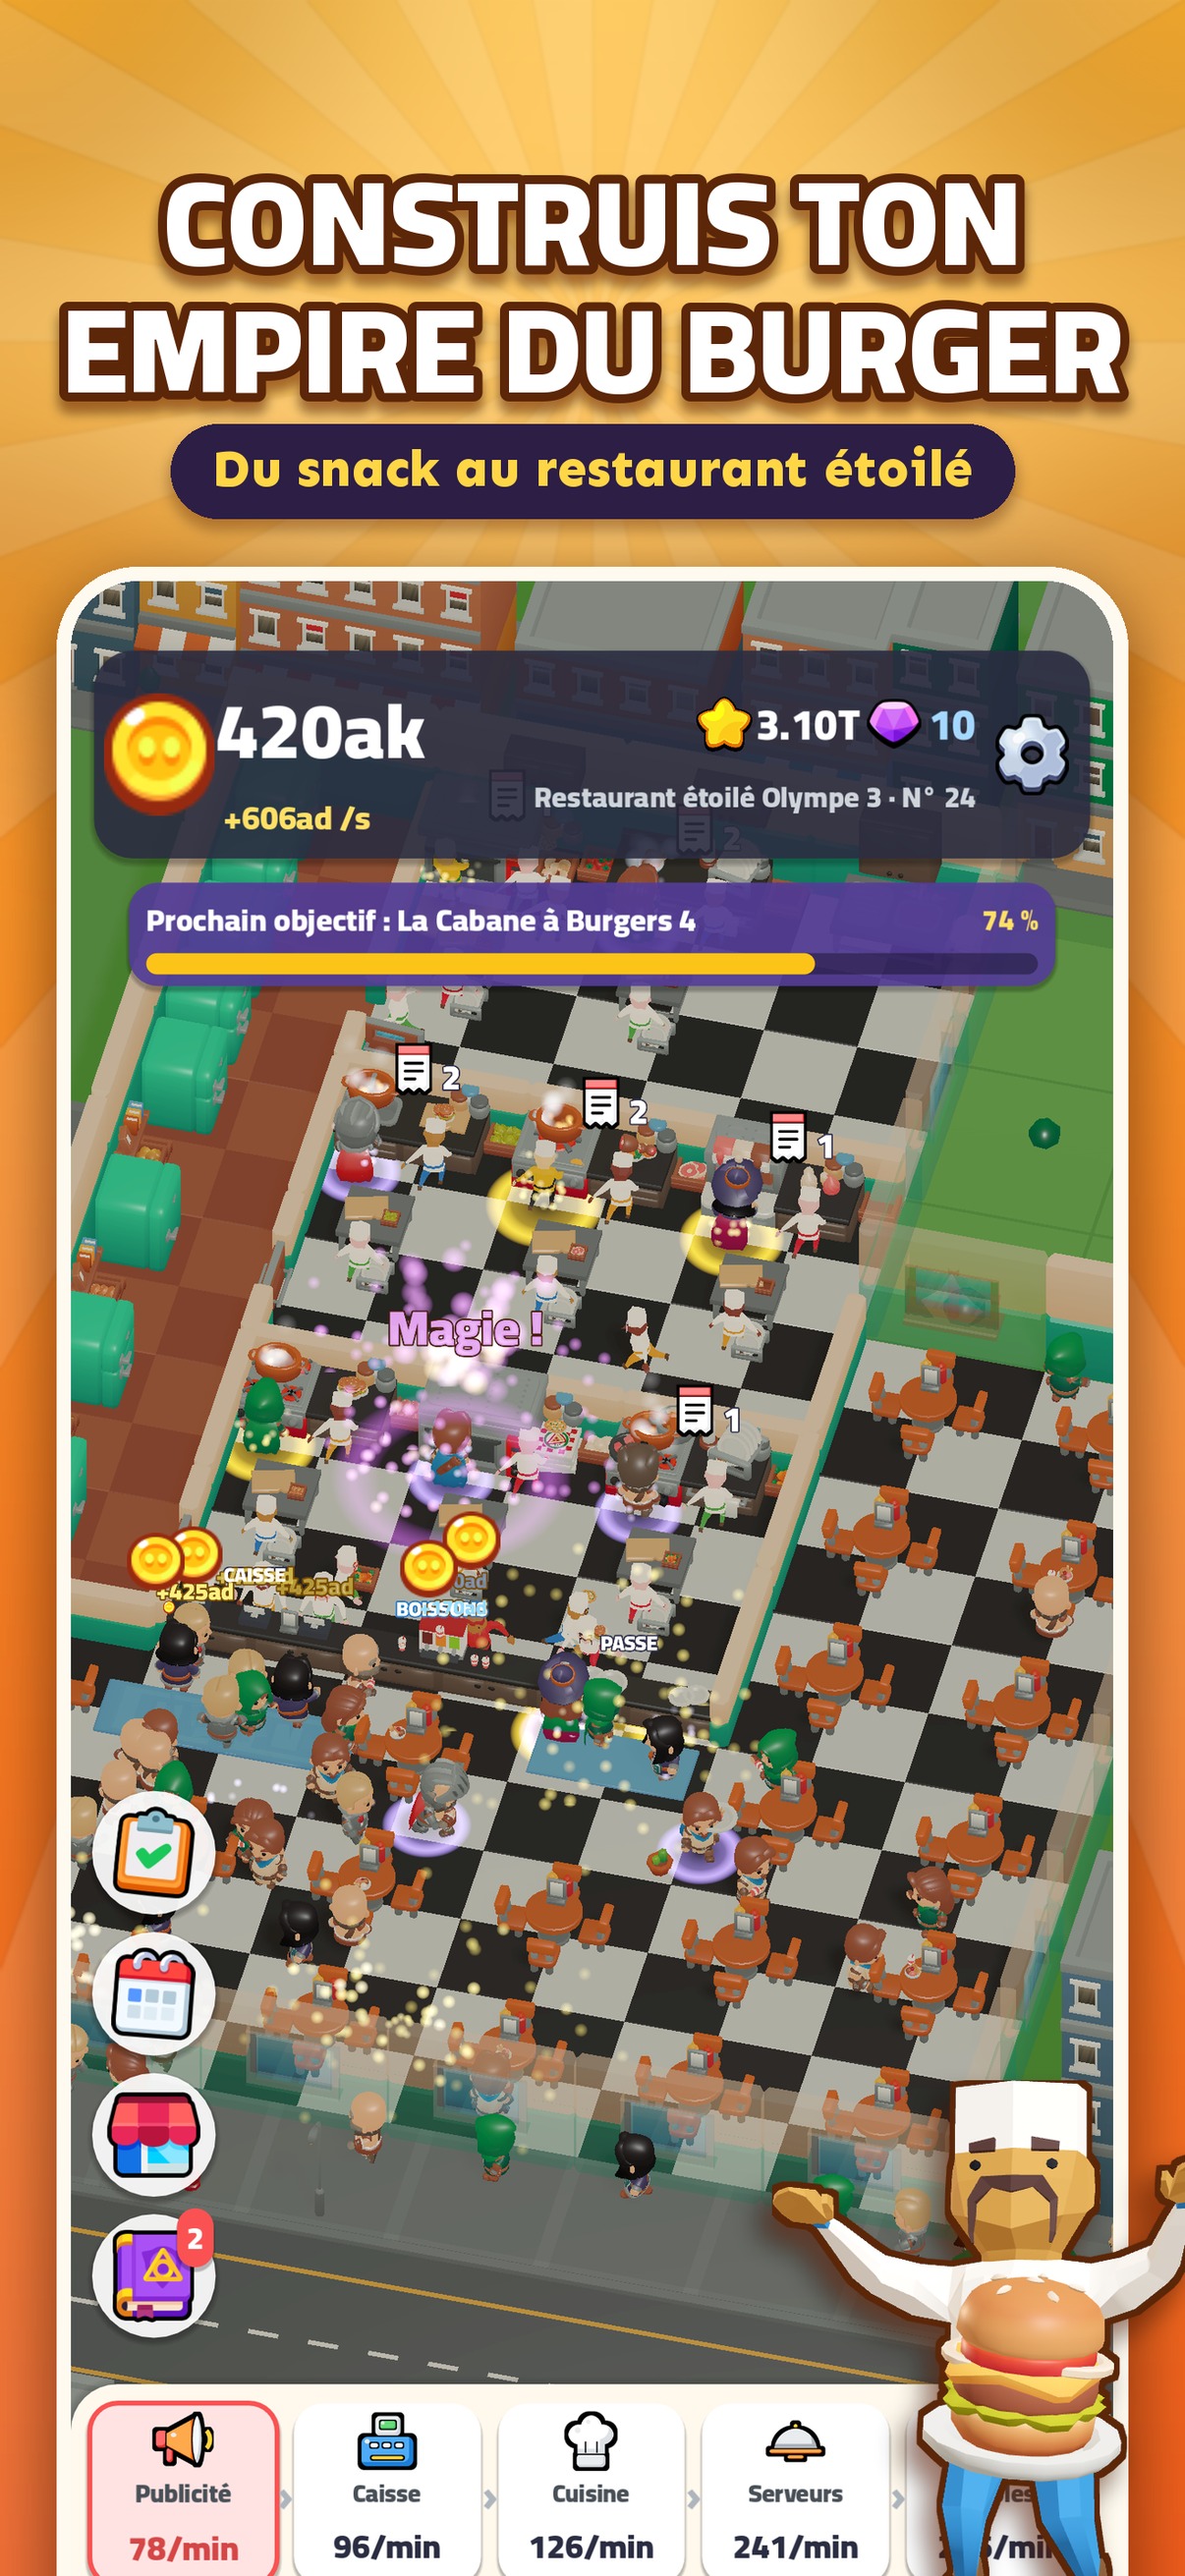 CONSTRUIS TON
EMPIRE DU BURGER
Du snack au restaurant étoilé
420ak
3.10T
10
+606ad /s
Restaurant étoilé Olympe 3 · N° 24
2
Prochain objectif : La Cabane à Burgers 4
74 %
2
2
1
Magie !
1
CAISSE
+425ad
+425ad
BOISSONS
PASSE
2
Publicité
Caisse
Cuisine
Serveurs
78/min
96/min
126/min
241/min